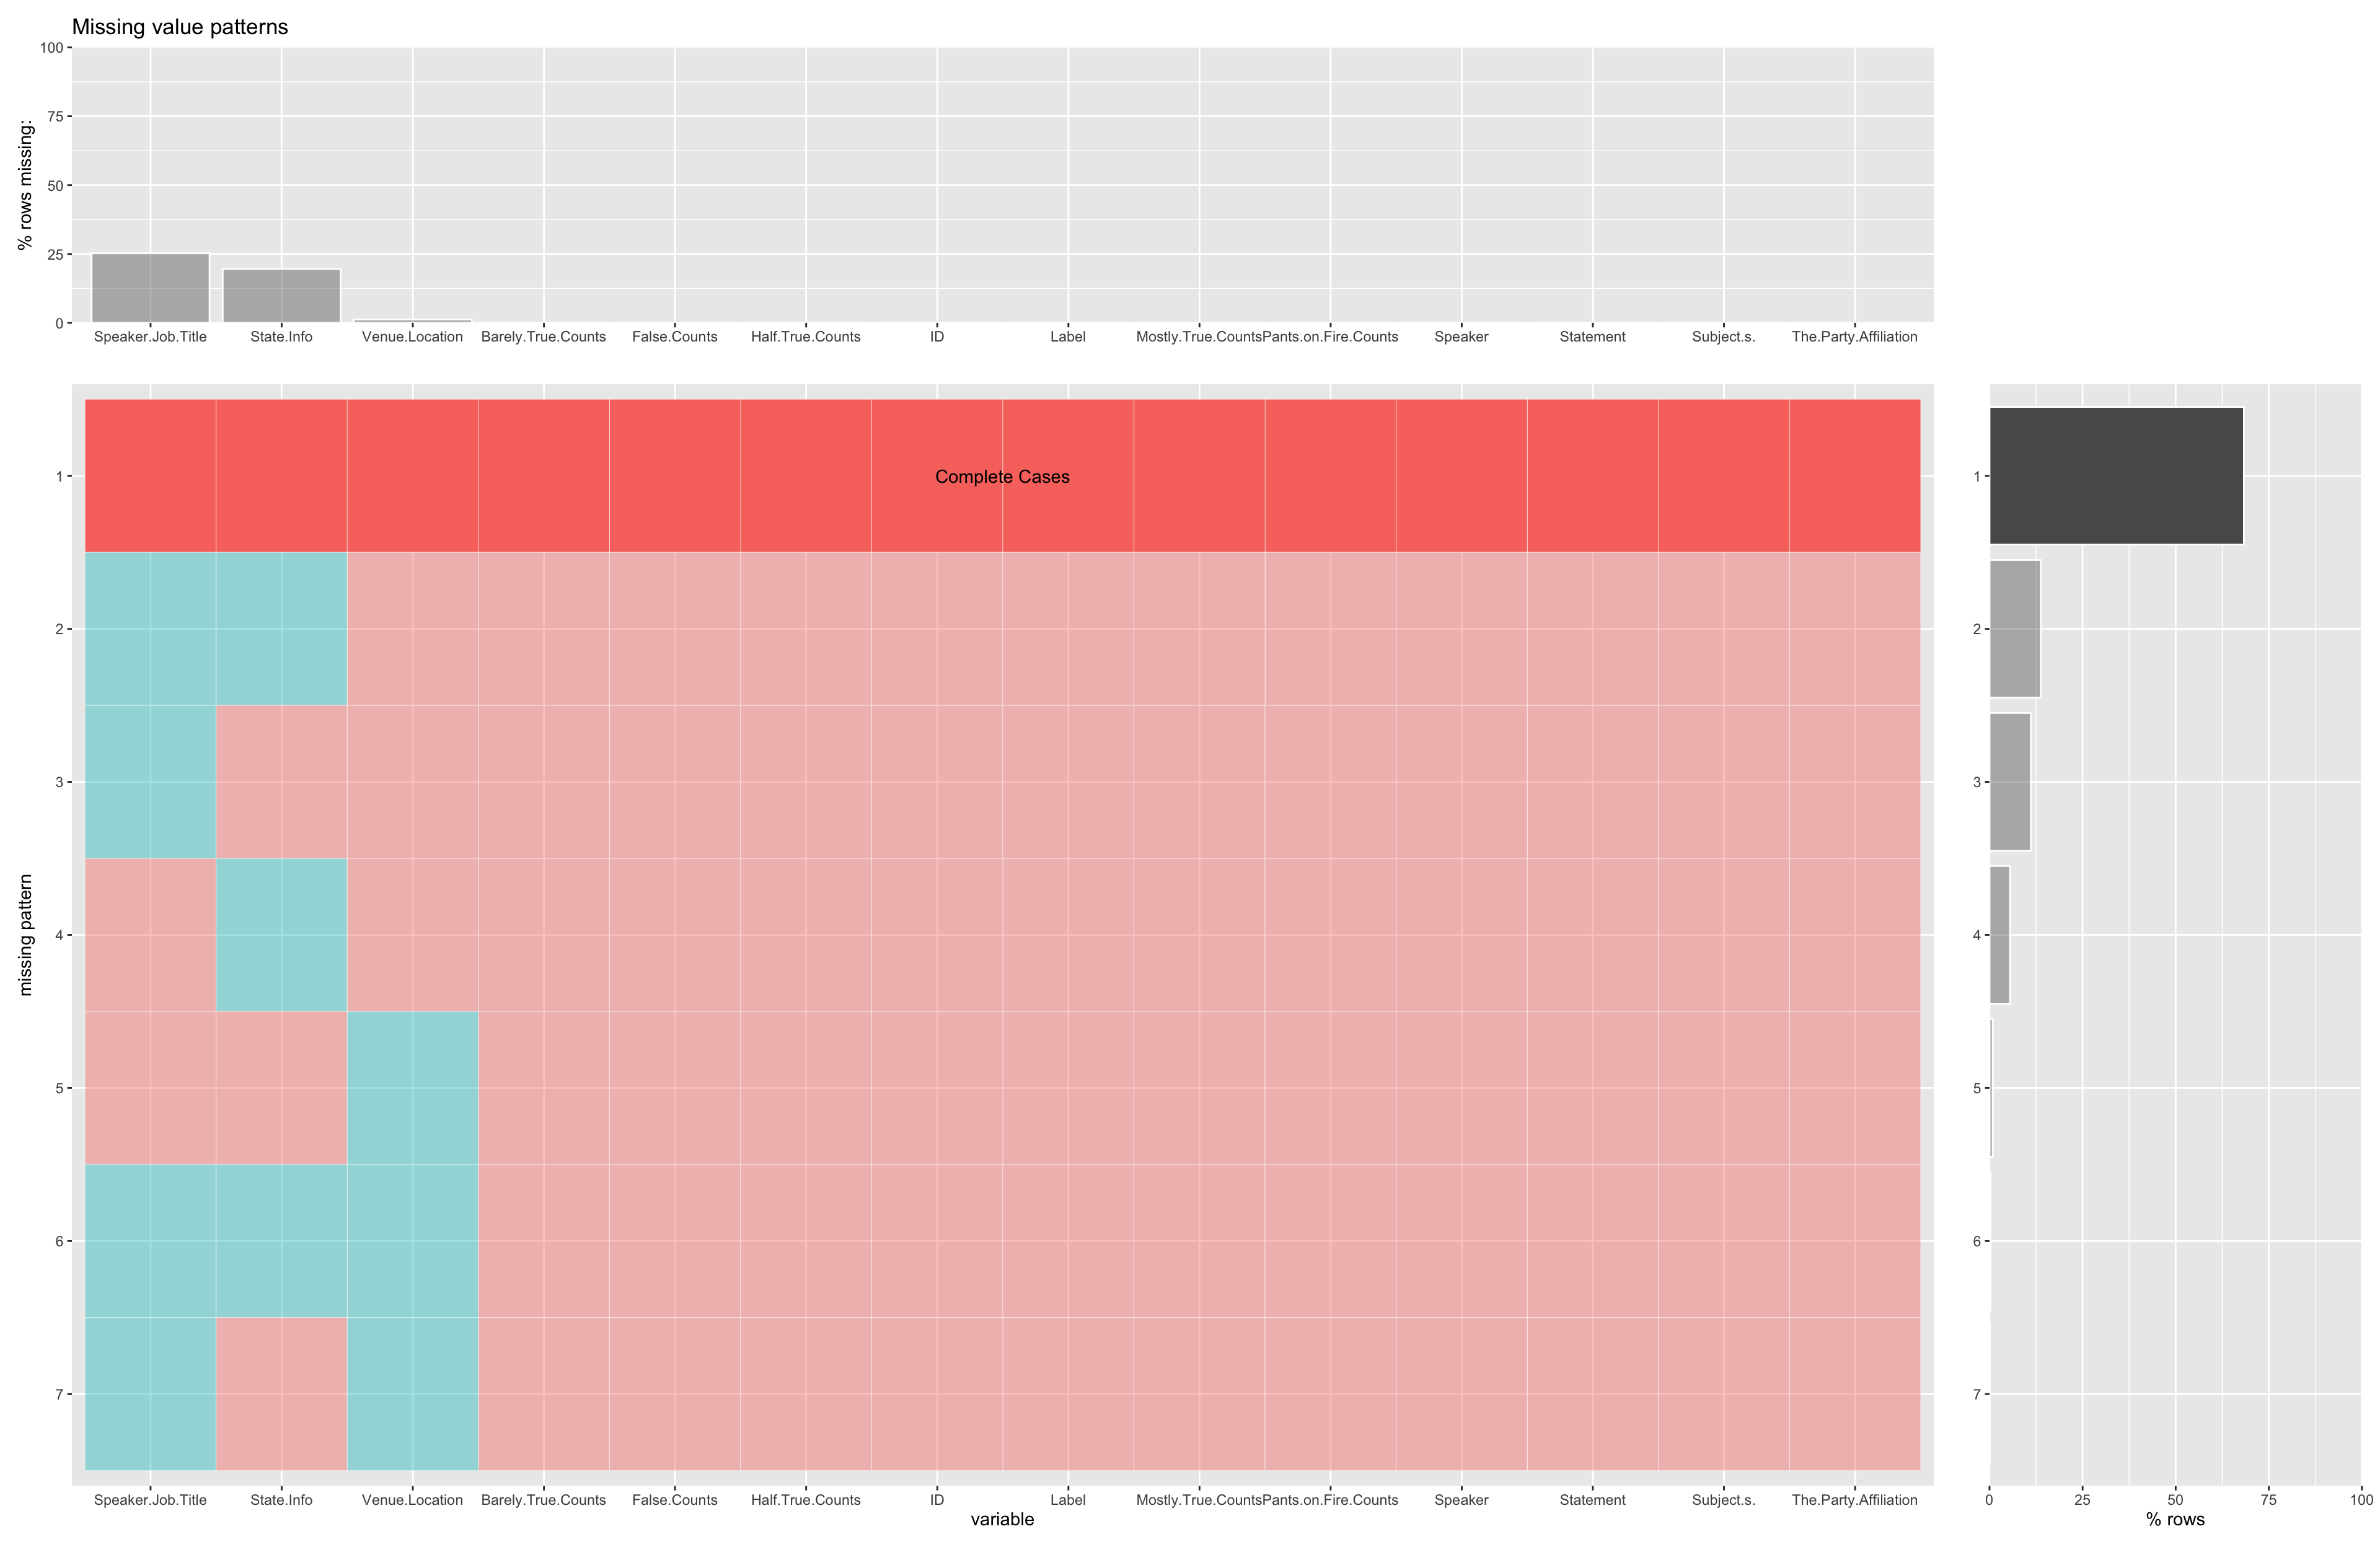 Missing value patterns
% rows missing:
100
75
50
25
0
Speaker.Job.Title State.Info Venue.Location Barely.True.Counts False.Counts Half.True.Counts ID Label Mostly.True.Counts Pants.on.Fire.Counts Speaker Statement Subject.s. The.Party.Affiliation
missing pattern
1
2
3
4
5
6
7
Complete Cases
Speaker.Job.Title State.Info Venue.Location Barely.True.Counts False.Counts Half.True.Counts ID Label Mostly.True.Counts Pants.on.Fire.Counts Speaker Statement Subject.s. The.Party.Affiliation
variable
1
2
3
4
5
6
7
0 25 50 75 100
% rows